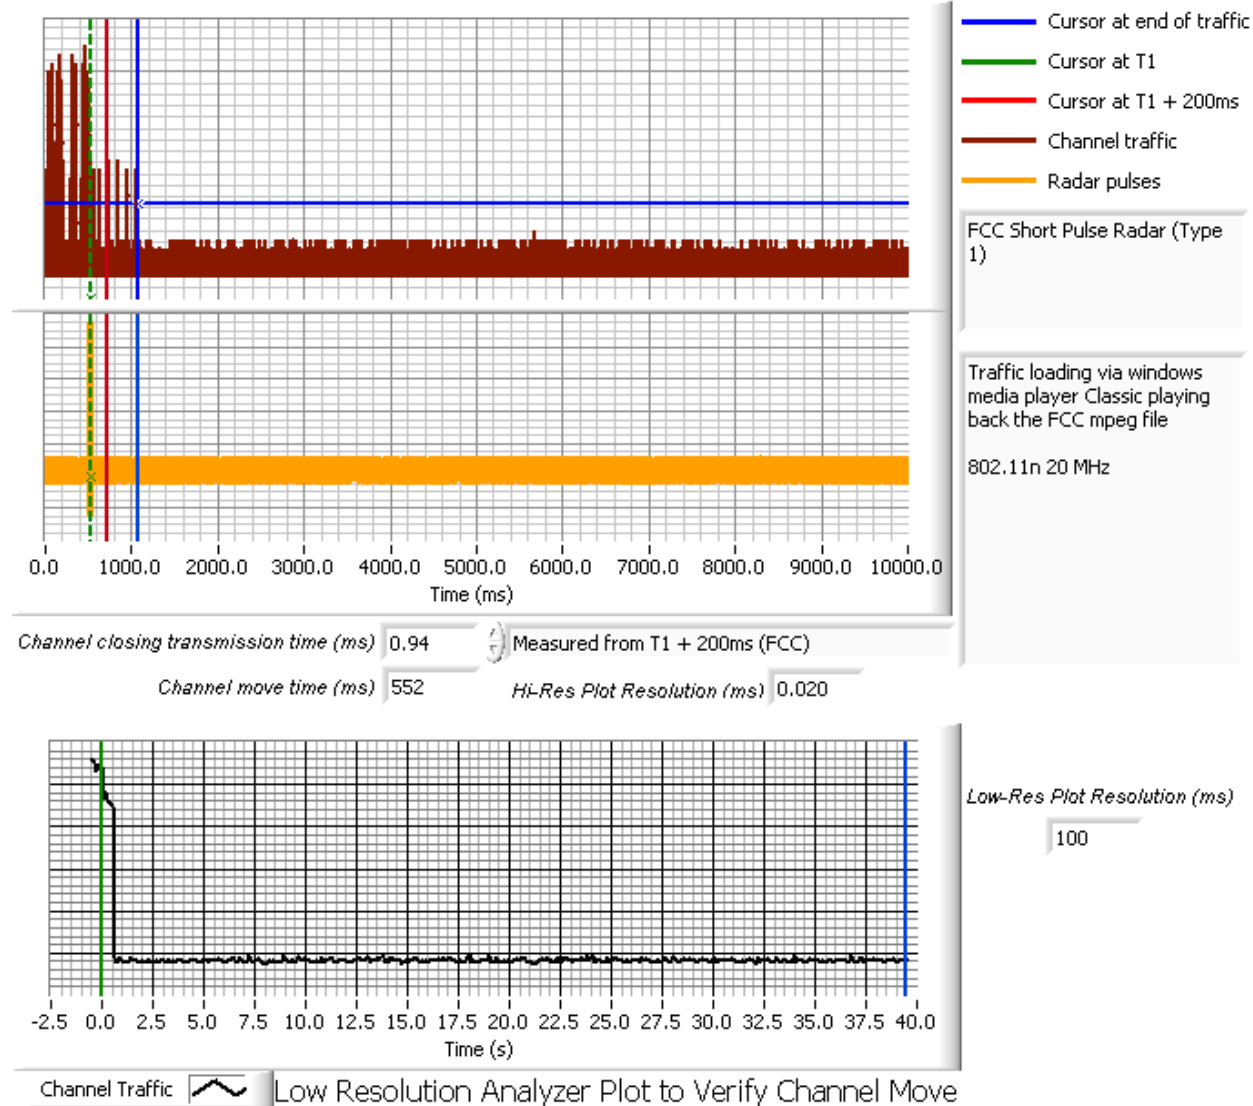 Cursor at end of traffic
Cursor at T1
Cursor at T1 + 200ms
Channel traffic
Radar pulses
FCC Short Pulse Radar (Type
1)
Traffic loading via windows
media player Classic playing
back the FCC mpeg file
802.11n 20 MHz
0.0 1000.0 2000.0 3000.0 4000.0 5000.0 6000.0 7000.0 8000.0 9000.0 10000.0
Time (ms)
Channel closing transmission time (ms) 0.94 Measured from T1 + 200ms (FCC)
Channel move time (ms) 552 Hi-Res Plot Resolution (ms) 0.020
Low-Res Plot Resolution (ms)
100
-2.5 0.0 2.5 5.0 7.5 10.0 12.5 15.0 17.5 20.0 22.5 25.0 27.5 30.0 32.5 35.0 37.5 40.0
Time (s)
Channel Traffic Low Resolution Analyzer Plot to Verify Channel Move